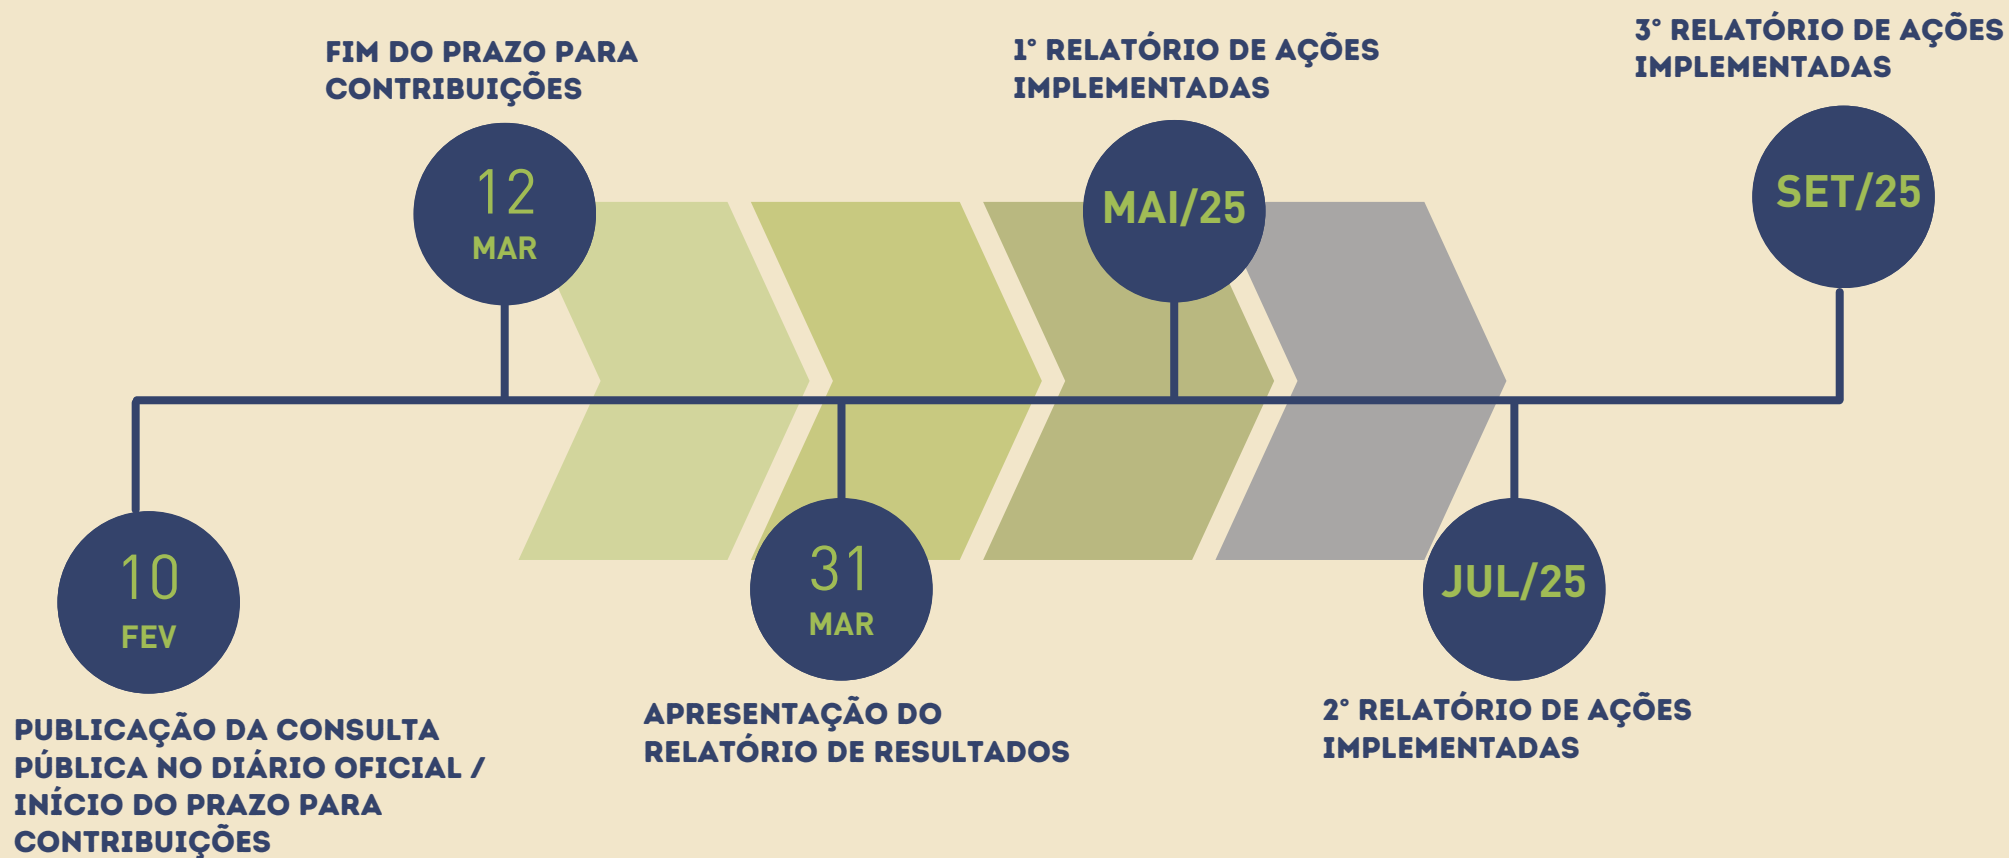 10
FEV
PUBLICAÇÃO DA CONSULTA
PÚBLICA NO DIÁRIO OFICIAL /
INÍCIO DO PRAZO PARA
CONTRIBUIÇÕES
FIM DO PRAZO PARA
CONTRIBUIÇÕES
12
MAR
31
MAR
APRESENTAÇÃO DO
RELATÓRIO DE RESULTADOS
1° RELATÓRIO DE AÇÕES
IMPLEMENTADAS
MAI/25
JUL/25
2° RELATÓRIO DE AÇÕES
IMPLEMENTADAS
3° RELATÓRIO DE AÇÕES
IMPLEMENTADAS
SET/25